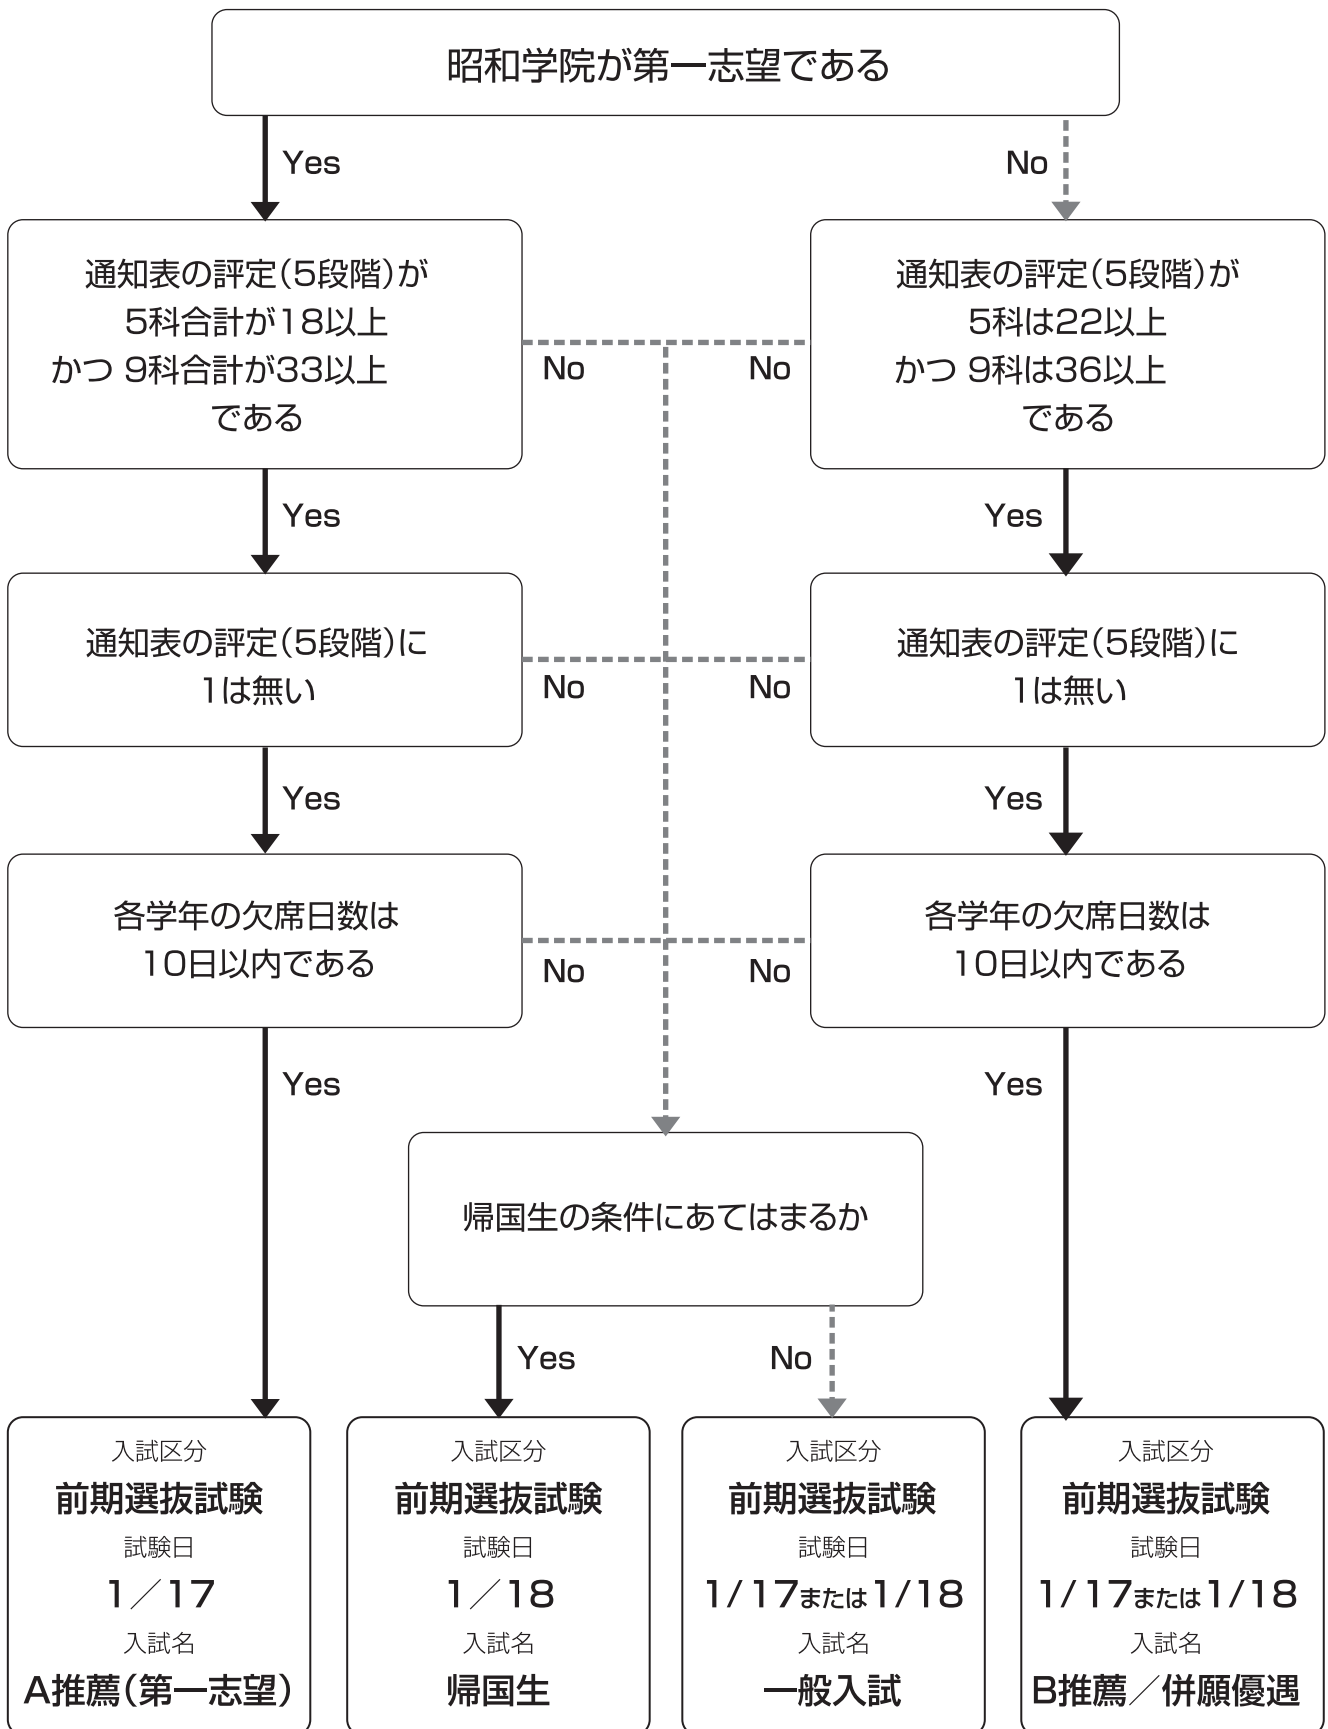 昭和学院が第一志望である
Yes
No
通知表の評定(5段階)が
5科合計が18以上
かつ 9科合計が33以上
である
通知表の評定(5段階)が
5科は22以上
かつ 9科は36以上
である
No
No
Yes
Yes
通知表の評定(5段階)に
1は無い
通知表の評定(5段階)に
1は無い
No
No
Yes
Yes
各学年の欠席日数は
10日以内である
各学年の欠席日数は
10日以内である
No
No
Yes
Yes
帰国生の条件にあてはまるか
Yes
No
入試区分
前期選抜試験
試験日
1／17
入試名
A推薦(第一志望)
入試区分
前期選抜試験
試験日
1／18
入試名
帰国生
入試区分
前期選抜試験
試験日
1/17または1/18
入試名
一般入試
入試区分
前期選抜試験
試験日
1/17または1/18
入試名
B推薦／併願優遇